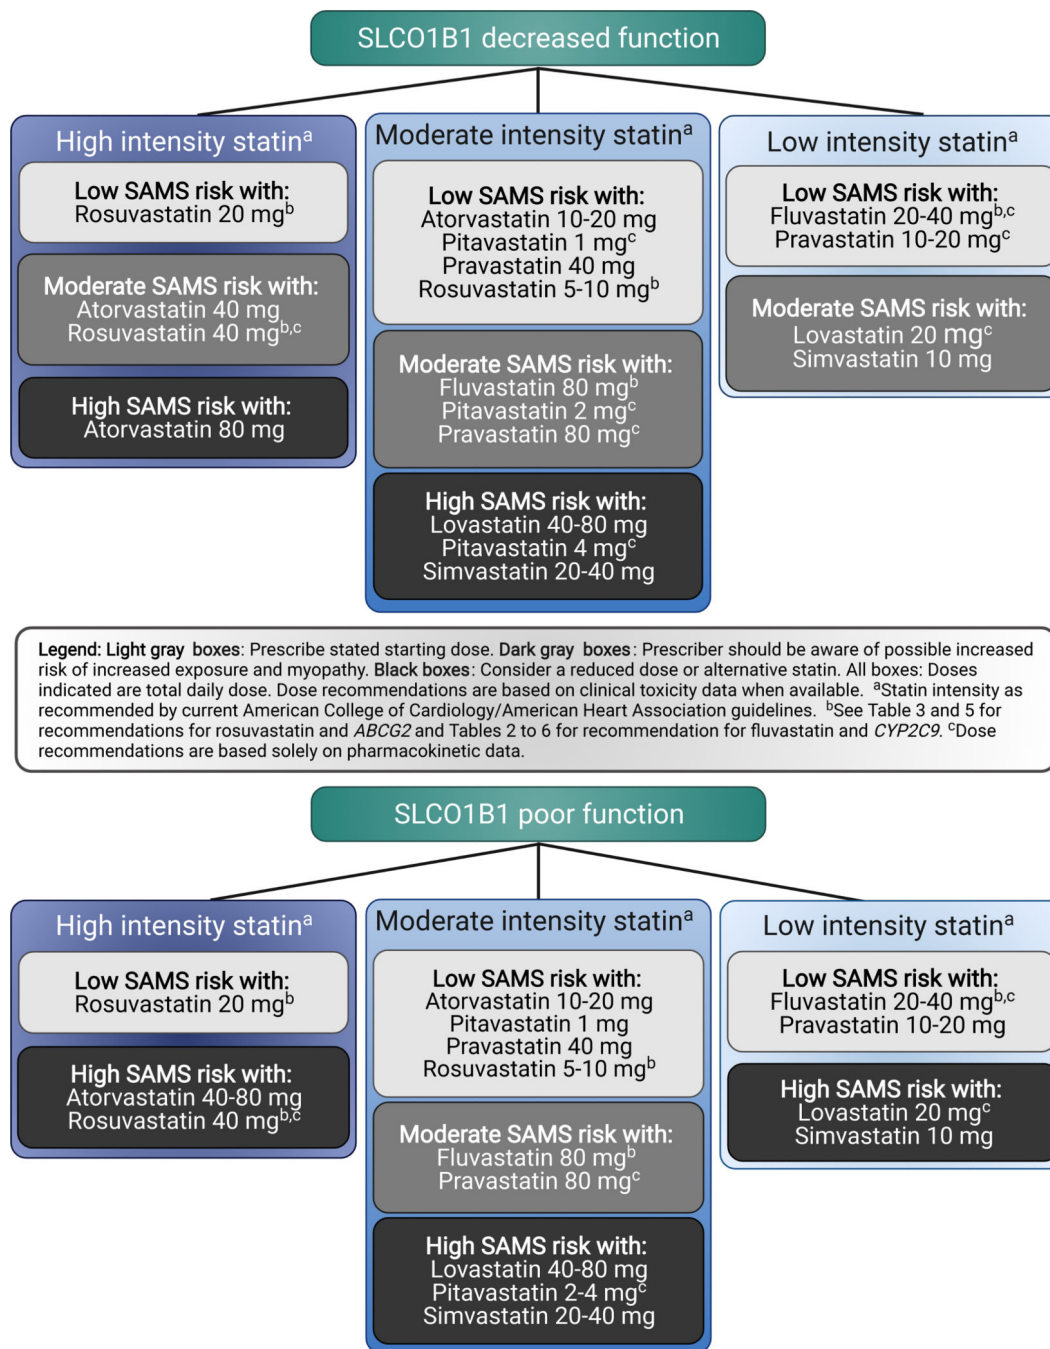 SLCO1B1 decreased function
High intensity statinᵃ
Low SAMS risk with:
Rosuvastatin 20 mgᵇ
Moderate SAMS risk with:
Atorvastatin 40 mg
Rosuvastatin 40 mgᵇ,ᶜ
High SAMS risk with:
Atorvastatin 80 mg
Moderate intensity statinᵃ
Low SAMS risk with:
Atorvastatin 10-20 mg
Pitavastatin 1 mgᶜ
Pravastatin 40 mg
Rosuvastatin 5-10 mgᵇ
Moderate SAMS risk with:
Fluvastatin 80 mgᵇ
Pitavastatin 2 mgᶜ
Pravastatin 80 mgᶜ
High SAMS risk with:
Lovastatin 40-80 mg
Pitavastatin 4 mgᶜ
Simvastatin 20-40 mg
Low intensity statinᵃ
Low SAMS risk with:
Fluvastatin 20-40 mgᵇ,ᶜ
Pravastatin 10-20 mgᶜ
Moderate SAMS risk with:
Lovastatin 20 mgᶜ
Simvastatin 10 mg
Legend: Light gray boxes: Prescribe stated starting dose. Dark gray boxes: Prescriber should be aware of possible increased
risk of increased exposure and myopathy. Black boxes: Consider a reduced dose or alternative statin. All boxes: Doses
indicated are total daily dose. Dose recommendations are based on clinical toxicity data when available. ᵃStatin intensity as
recommended by current American College of Cardiology/American Heart Association guidelines. ᵇSee Table 3 and 5 for
recommendations for rosuvastatin and ABCG2 and Tables 2 to 6 for recommendation for fluvastatin and CYP2C9. ᶜDose
recommendations are based solely on pharmacokinetic data.
SLCO1B1 poor function
High intensity statinᵃ
Low SAMS risk with:
Rosuvastatin 20 mgᵇ
High SAMS risk with:
Atorvastatin 40-80 mg
Rosuvastatin 40 mgᵇ,ᶜ
Moderate intensity statinᵃ
Low SAMS risk with:
Atorvastatin 10-20 mg
Pitavastatin 1 mg
Pravastatin 40 mg
Rosuvastatin 5-10 mgᵇ
Moderate SAMS risk with:
Fluvastatin 80 mgᵇ
Pravastatin 80 mgᶜ
High SAMS risk with:
Lovastatin 40-80 mg
Pitavastatin 2-4 mgᶜ
Simvastatin 20-40 mg
Low intensity statinᵃ
Low SAMS risk with:
Fluvastatin 20-40 mgᵇ,ᶜ
Pravastatin 10-20 mg
High SAMS risk with:
Lovastatin 20 mgᶜ
Simvastatin 10 mg